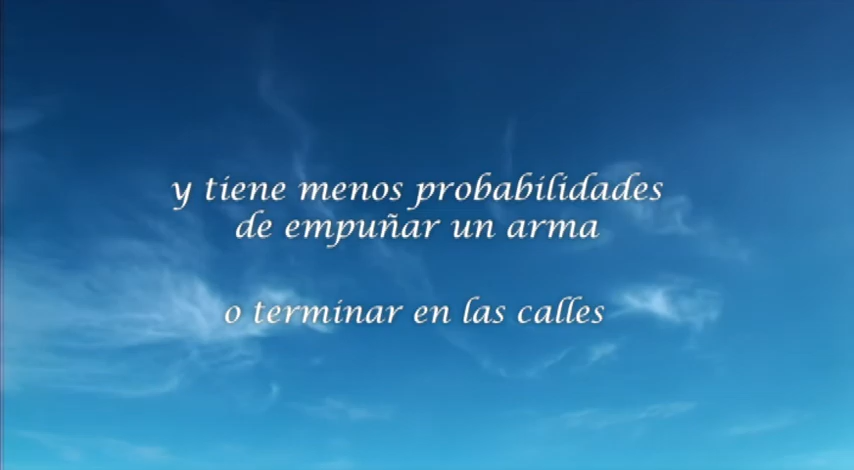 y tiene menos probabilidades
de empuñar un arma
o terminar en las calles